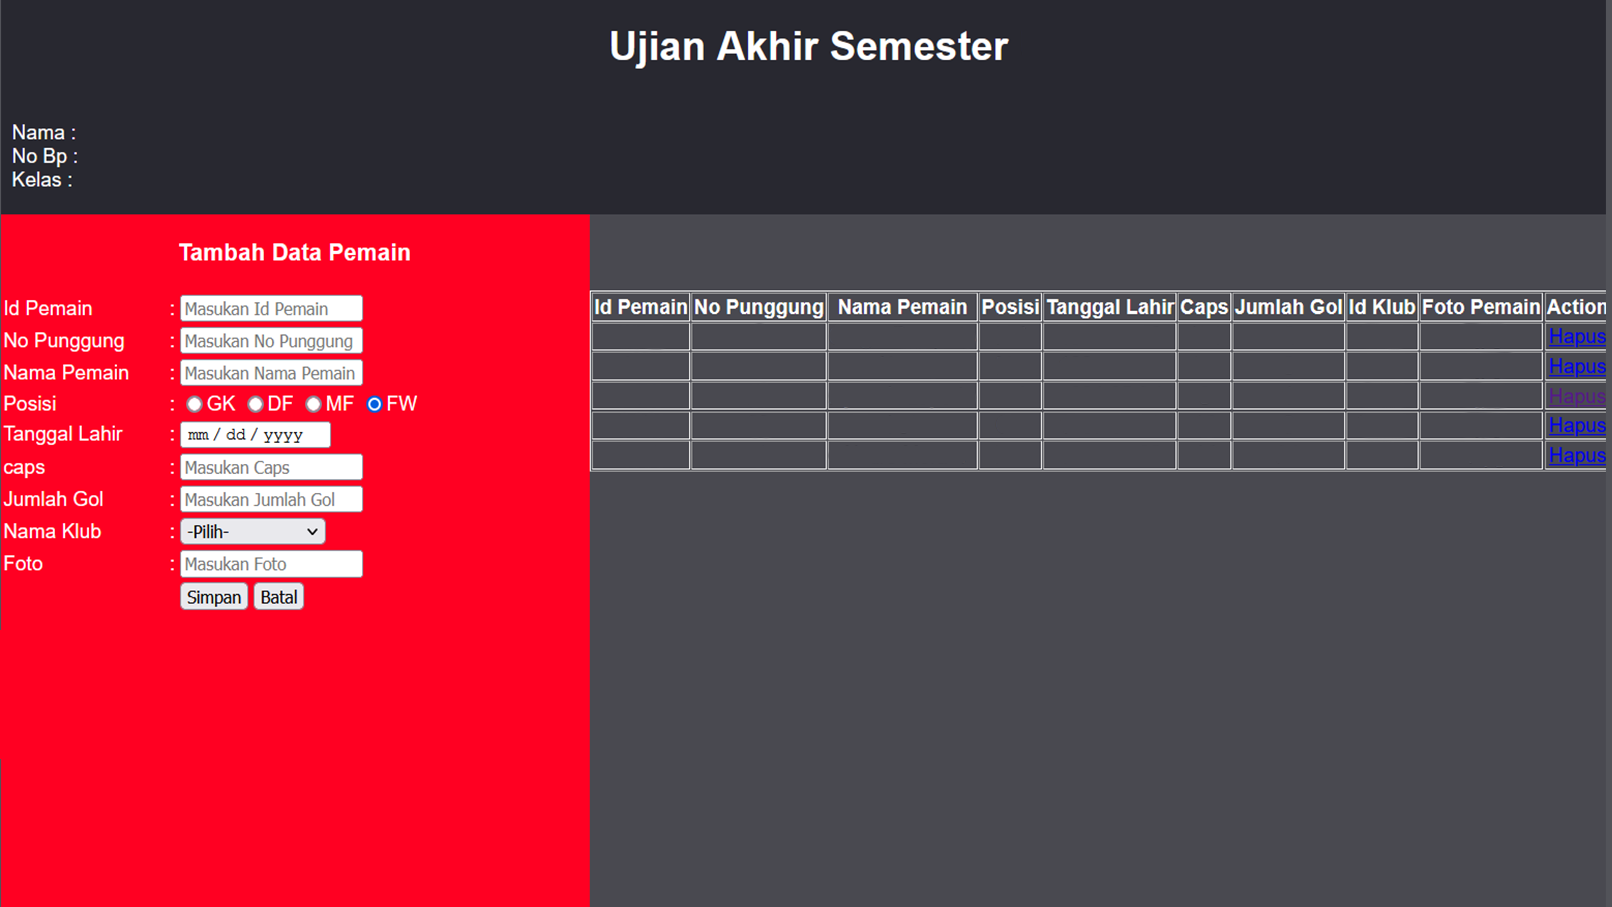 Ujian Akhir Semester
Nama :
No Bp :
Kelas :
Tambah Data Pemain
Id Pemain : Masukan Id Pemain
No Punggung : Masukan No Punggung
Nama Pemain : Masukan Nama Pemain
Posisi : GK DF MF FW
Tanggal Lahir : mm / dd / yyyy
caps : Masukan Caps
Jumlah Gol : Masukan Jumlah Gol
Nama Klub : -Pilih-
Foto : Masukan Foto
Simpan Batal
Id Pemain No Punggung Nama Pemain Posisi Tanggal Lahir Caps Jumlah Gol Id Klub Foto Pemain Action
Hapus
Hapus
Hapus
Hapus
Hapus